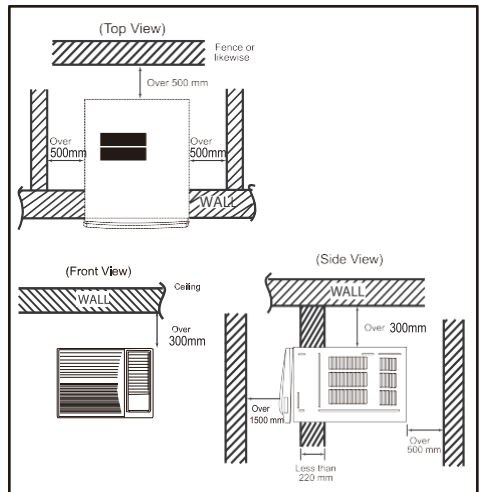 (Top View)
Fence or
likewise
Over 500 mm
Over
500mm
Over
500mm
WALL
(Front View)
WALL
Ceiling
Over
300mm
(Side View)
WALL
Over 300mm
Over
1500 mm
Over
500 mm
Less than
220 mm